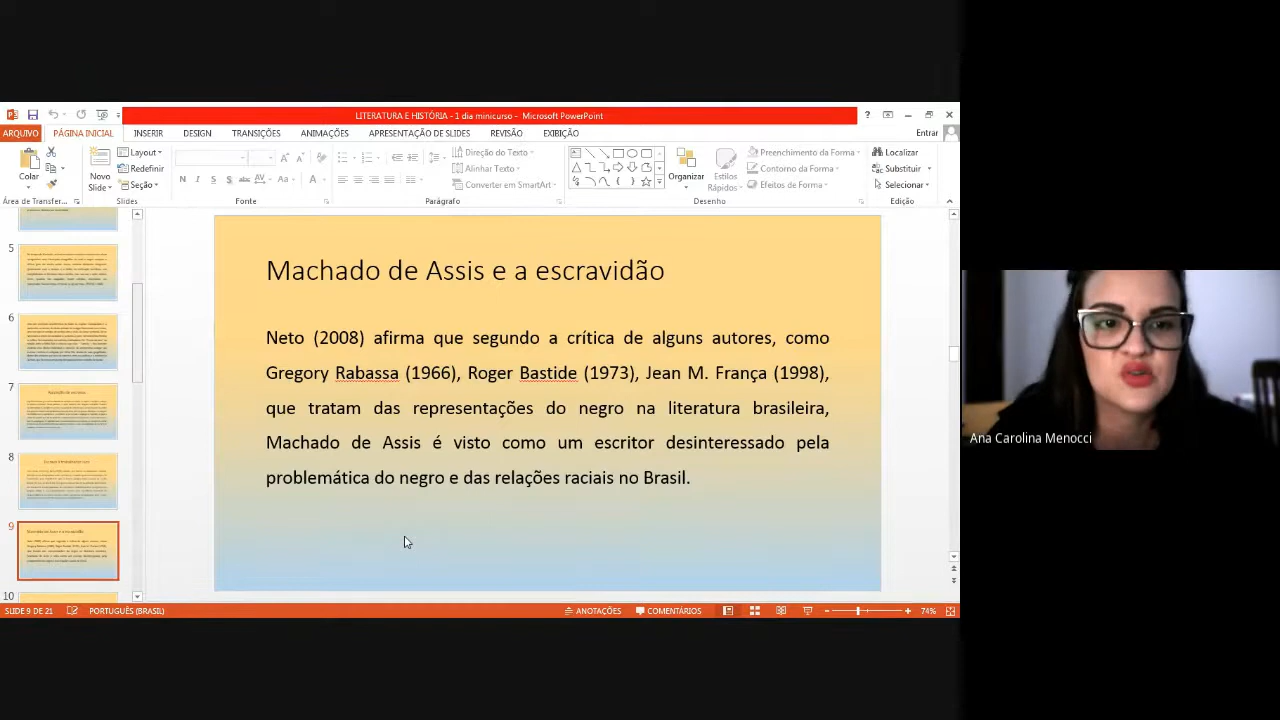 LITERATURA E HISTÓRIA - 1 dia minicurso - Microsoft PowerPoint
ARQUIVO PÁGINA INICIAL INSERIR DESIGN TRANSIÇÕES ANIMAÇÕES APRESENTAÇÃO DE SLIDES REVISÃO EXIBIÇÃO Entrar
Colar
Novo
Slide
Layout
Redefinir
Seção
N I S S abc AV Aa A
Organizar
Estilos
Rápidos
Direção do Texto
Alinhar Texto
Converter em SmartArt
Preenchimento da Forma
Contorno da Forma
Efeitos de Forma
Localizar
Substituir
Selecionar
Área de Transfer... Slides Fonte Parágrafo Desenho Edição
5
6
7
8
9
10
Machado de Assis e a escravidão
Neto (2008) afirma que segundo a crítica de alguns autores, como
Gregory Rabassa (1966), Roger Bastide (1973), Jean M. França (1998),
que tratam das representações do negro na literatura brasileira,
Machado de Assis é visto como um escritor desinteressado pela
problemática do negro e das relações raciais no Brasil.
Ana Carolina Menocci
SLIDE 9 DE 21 PORTUGUÊS (BRASIL) ANOTAÇÕES COMENTÁRIOS 74%